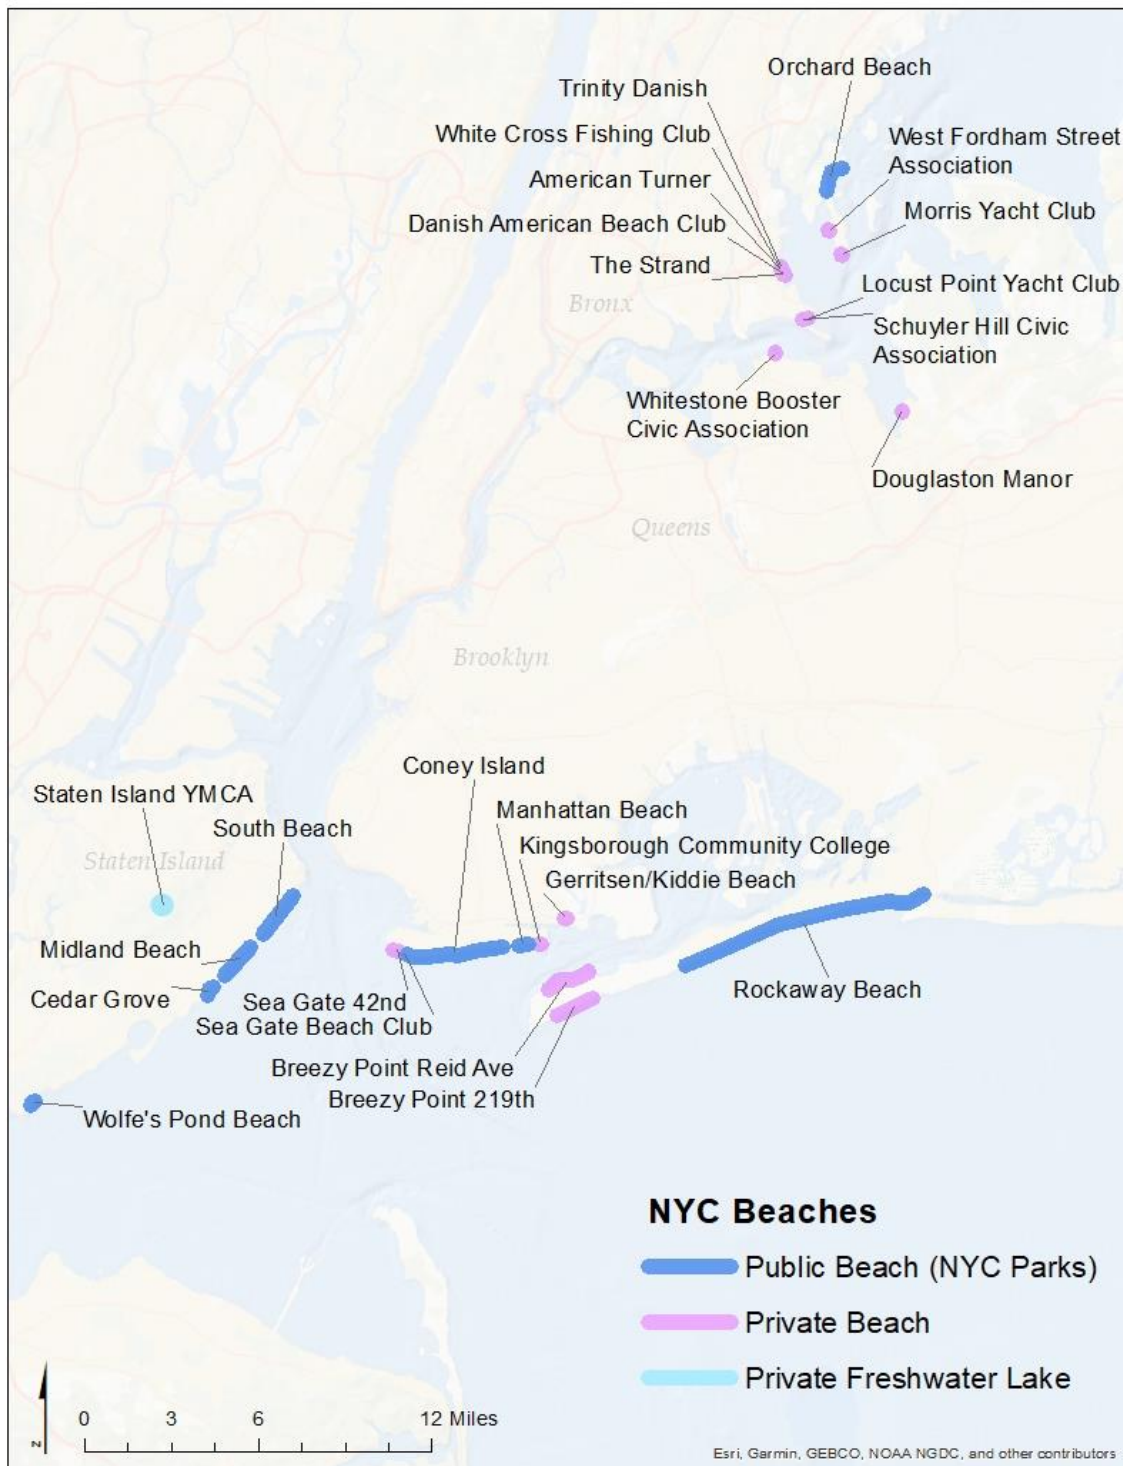 Orchard Beach
Trinity Danish
White Cross Fishing Club
West Fordham Street
Association
American Turner
Morris Yacht Club
Danish American Beach Club
The Strand
Locust Point Yacht Club
Bronx
Schuyler Hill Civic
Association
Whitestone Booster
Civic Association
Douglaston Manor
Queens
Brooklyn
Coney Island
Staten Island YMCA
Manhattan Beach
South Beach
Kingsborough Community College
Staten Island
Gerritsen/Kiddie Beach
Midland Beach
Rockaway Beach
Cedar Grove
Sea Gate 42nd
Sea Gate Beach Club
Breezy Point Reid Ave
Breezy Point 219th
Wolfe's Pond Beach
NYC Beaches
Public Beach (NYC Parks)
Private Beach
Private Freshwater Lake
0 3 6 12 Miles
N
Esri, Garmin, GEBCO, NOAA NGDC, and other contributors